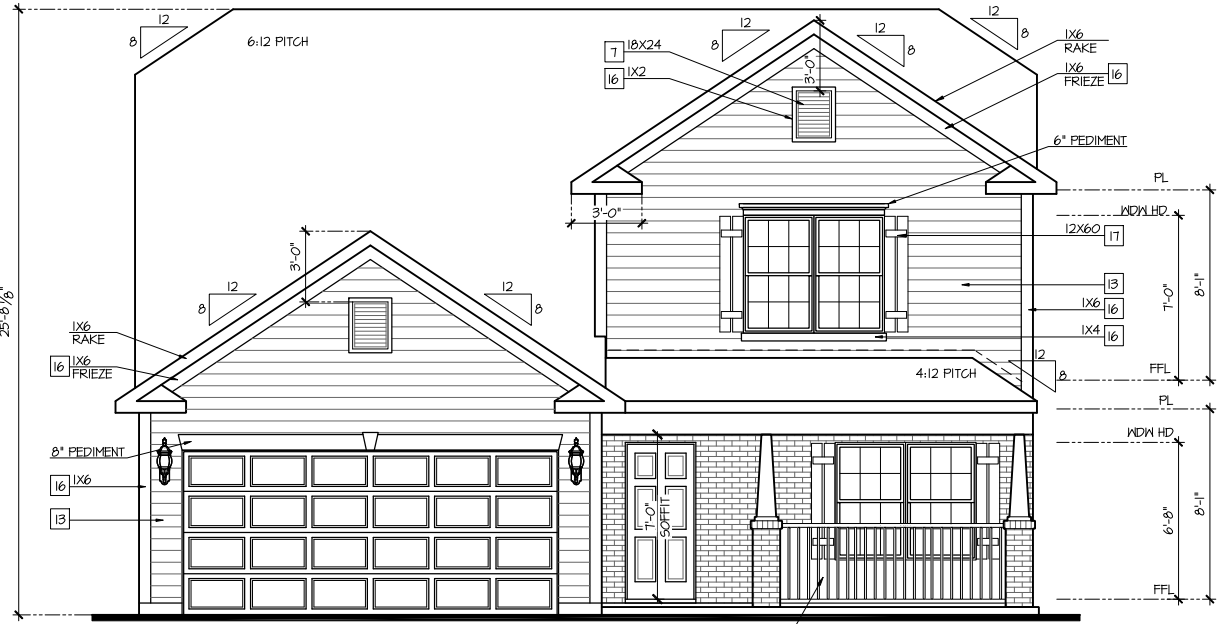 12
8
6:12 PITCH
12
8
12
8
12
8
7 18X24
16 1X2
3'-0"
1X6
RAKE
1X6
FRIEZE 16
6" PEDIMENT
PL
WDW HD
12X60 17
13
1X6 16
1X4 16
7'-0"
8'-1"
3'-0"
3'-0"
12
8
12
8
1X6
RAKE
16 1X6
FRIEZE
25'-8 1/8"
4:12 PITCH
12
8
FFL
PL
WDW HD
8" PEDIMENT
16 1X6
13
7'-0"
SOFFIT
6'-8"
8'-1"
FFL